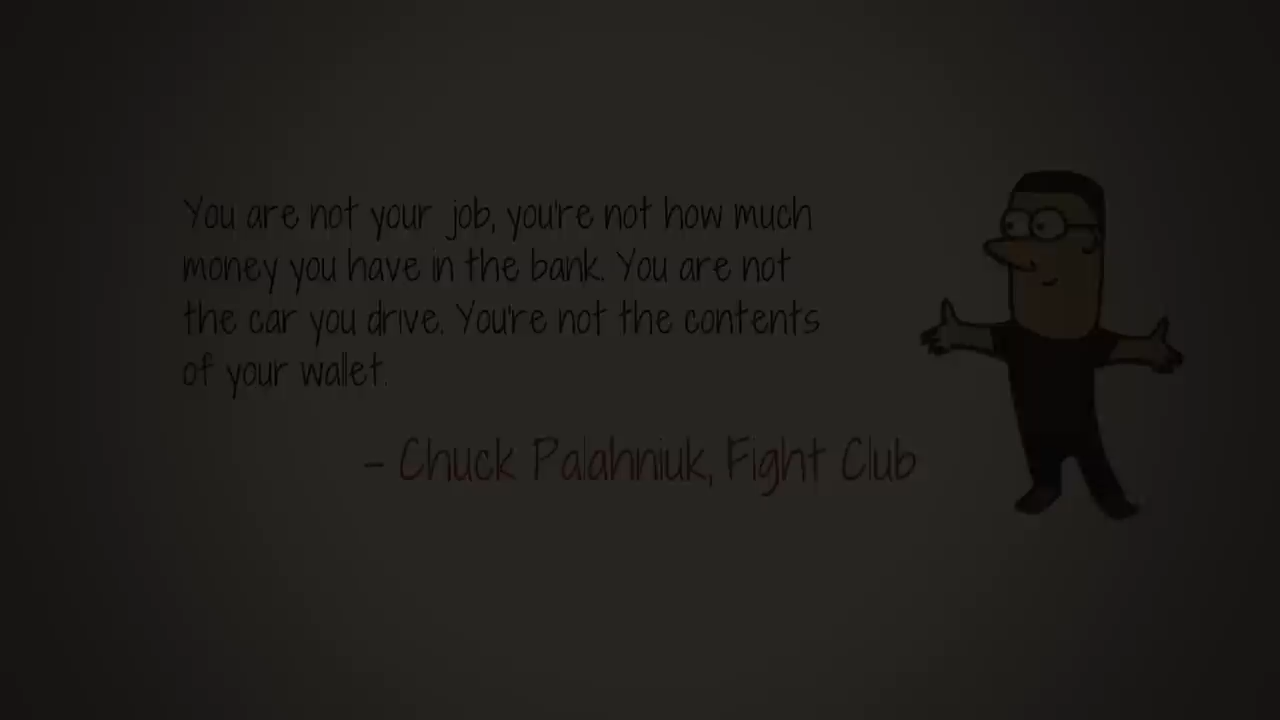 You are not your job, you're not how much
money you have in the bank. You are not
the car you drive. You're not the contents
of your wallet.
– Chuck Palahniuk, Fight Club